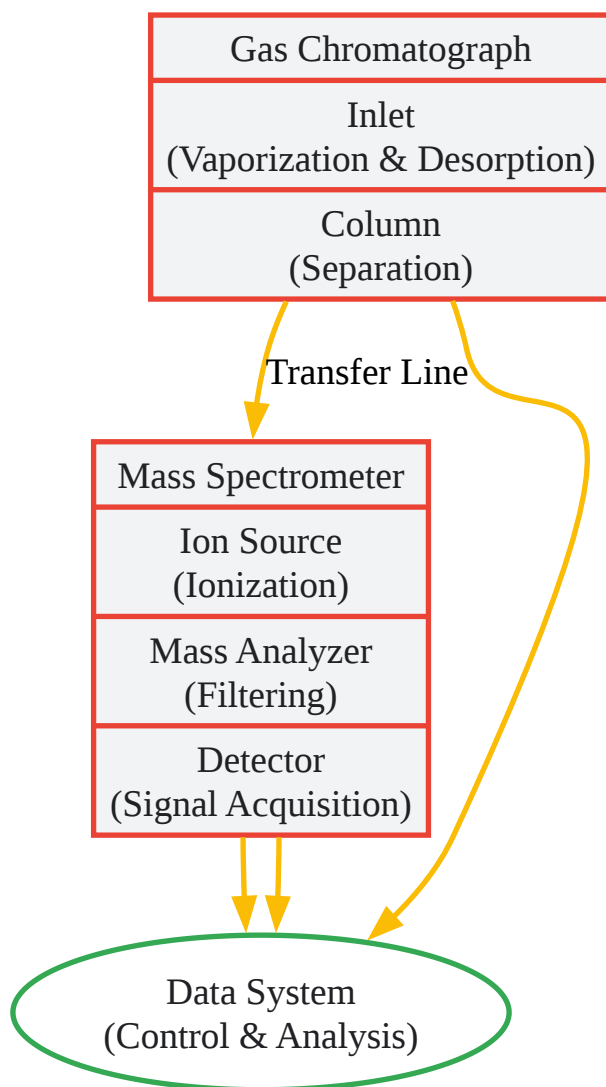 Gas Chromatograph
Inlet
(Vaporization & Desorption)
Column
(Separation)
Transfer Line
Mass Spectrometer
Ion Source
(Ionization)
Mass Analyzer
(Filtering)
Detector
(Signal Acquisition)
Data System
(Control & Analysis)